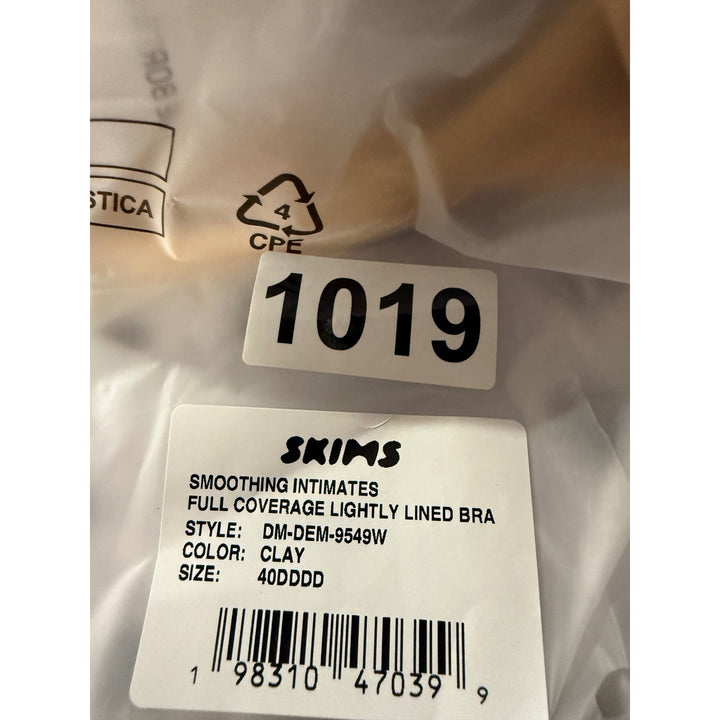 STICA
4
CPE
1019
SKIMS
SMOOTHING INTIMATES
FULL COVERAGE LIGHTLY LINED BRA
STYLE: DM-DEM-9549W
COLOR: CLAY
SIZE: 40DDDD
1 98310 47039 9